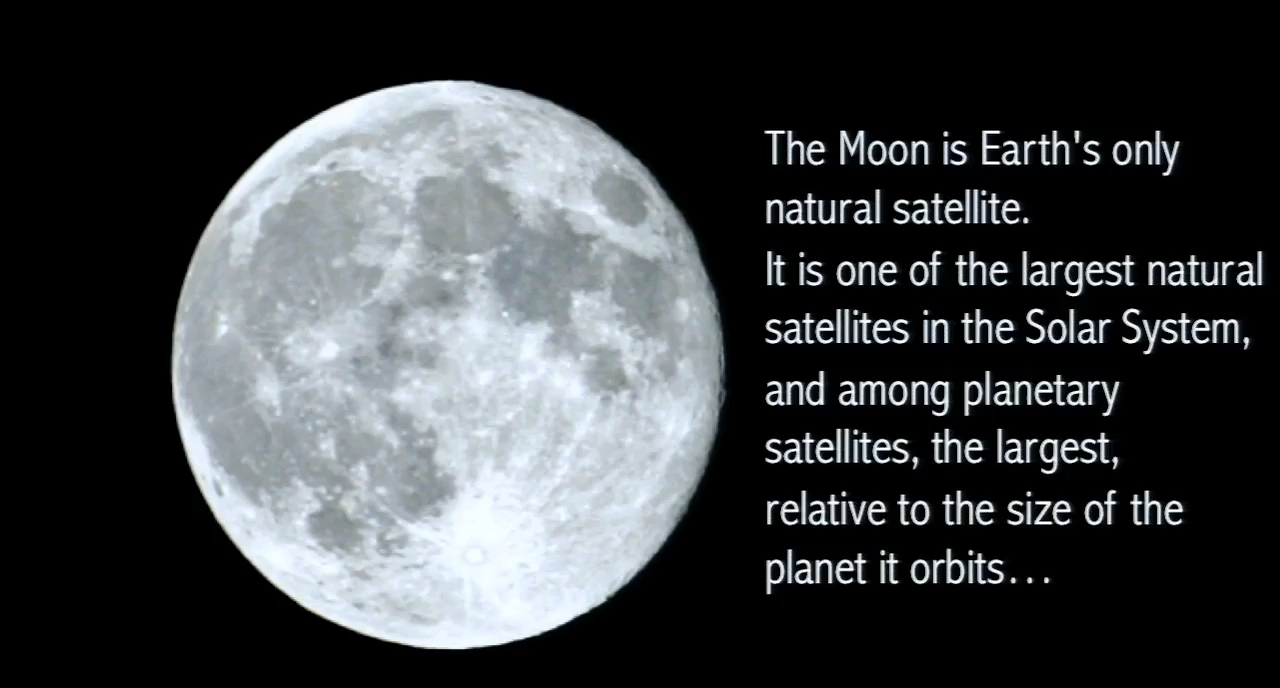 The Moon is Earth's only
natural satellite.
It is one of the largest natural
satellites in the Solar System,
and among planetary
satellites, the largest,
relative to the size of the
planet it orbits...